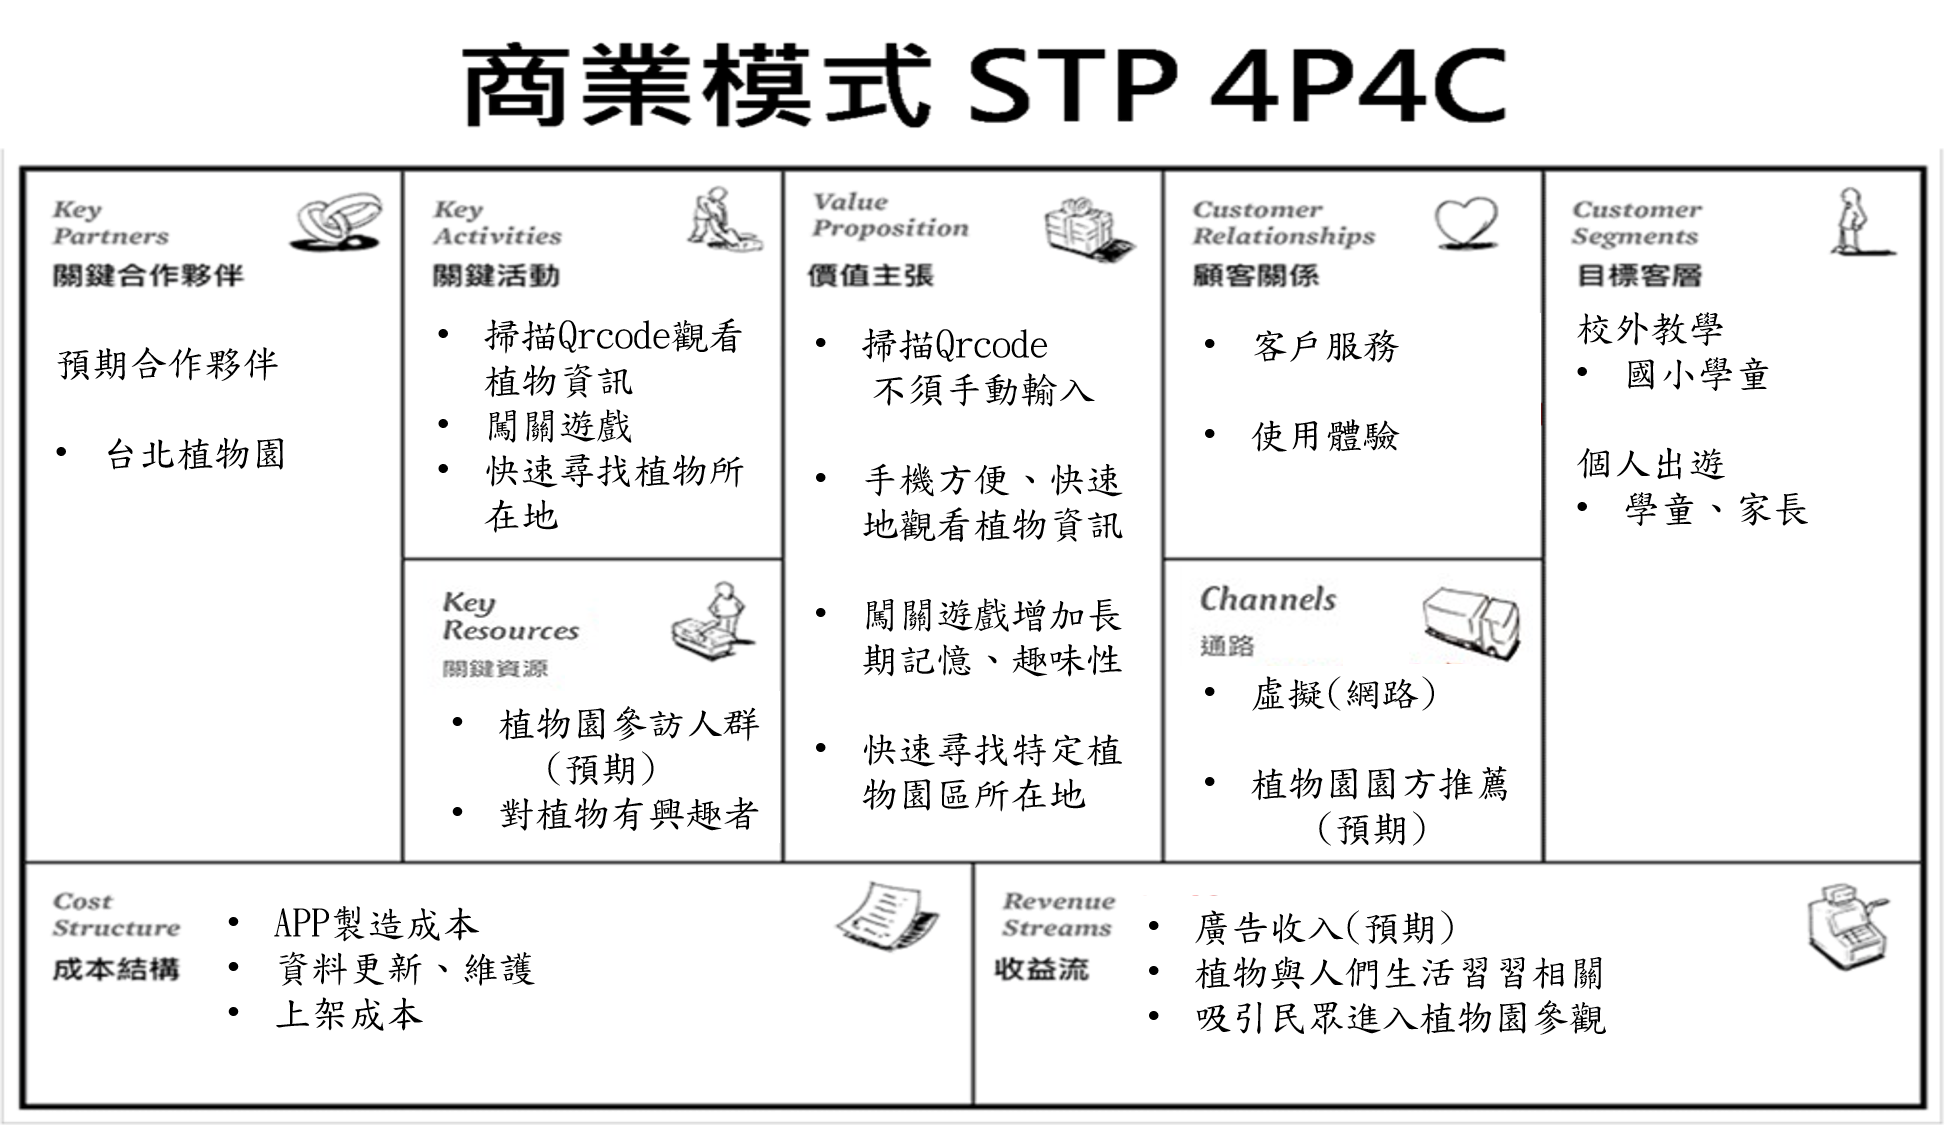 商業模式 STP 4P4C
Key
Partners
關鍵合作夥伴
預期合作夥伴
• 台北植物園
Key
Activities
關鍵活動
• 掃描Qrcode觀看
植物資訊
• 闖關遊戲
• 快速尋找植物所
在地
Key
Resources
關鍵資源
• 植物園參訪人群
(預期)
• 對植物有興趣者
Value
Proposition
價值主張
• 掃描Qrcode
不須手動輸入
• 手機方便、快速
地觀看植物資訊
• 闖關遊戲增加長
期記憶、趣味性
• 快速尋找特定植
物園區所在地
Customer
Relationships
顧客關係
• 客戶服務
• 使用體驗
Channels
通路
• 虛擬(網路)
• 植物園園方推薦
(預期)
Customer
Segments
目標客層
校外教學
• 國小學童
個人出遊
• 學童、家長
Cost
Structure
成本結構
• APP製造成本
• 資料更新、維護
• 上架成本
Revenue
Streams
收益流
• 廣告收入(預期)
• 植物與人們生活習習相關
• 吸引民眾進入植物園參觀